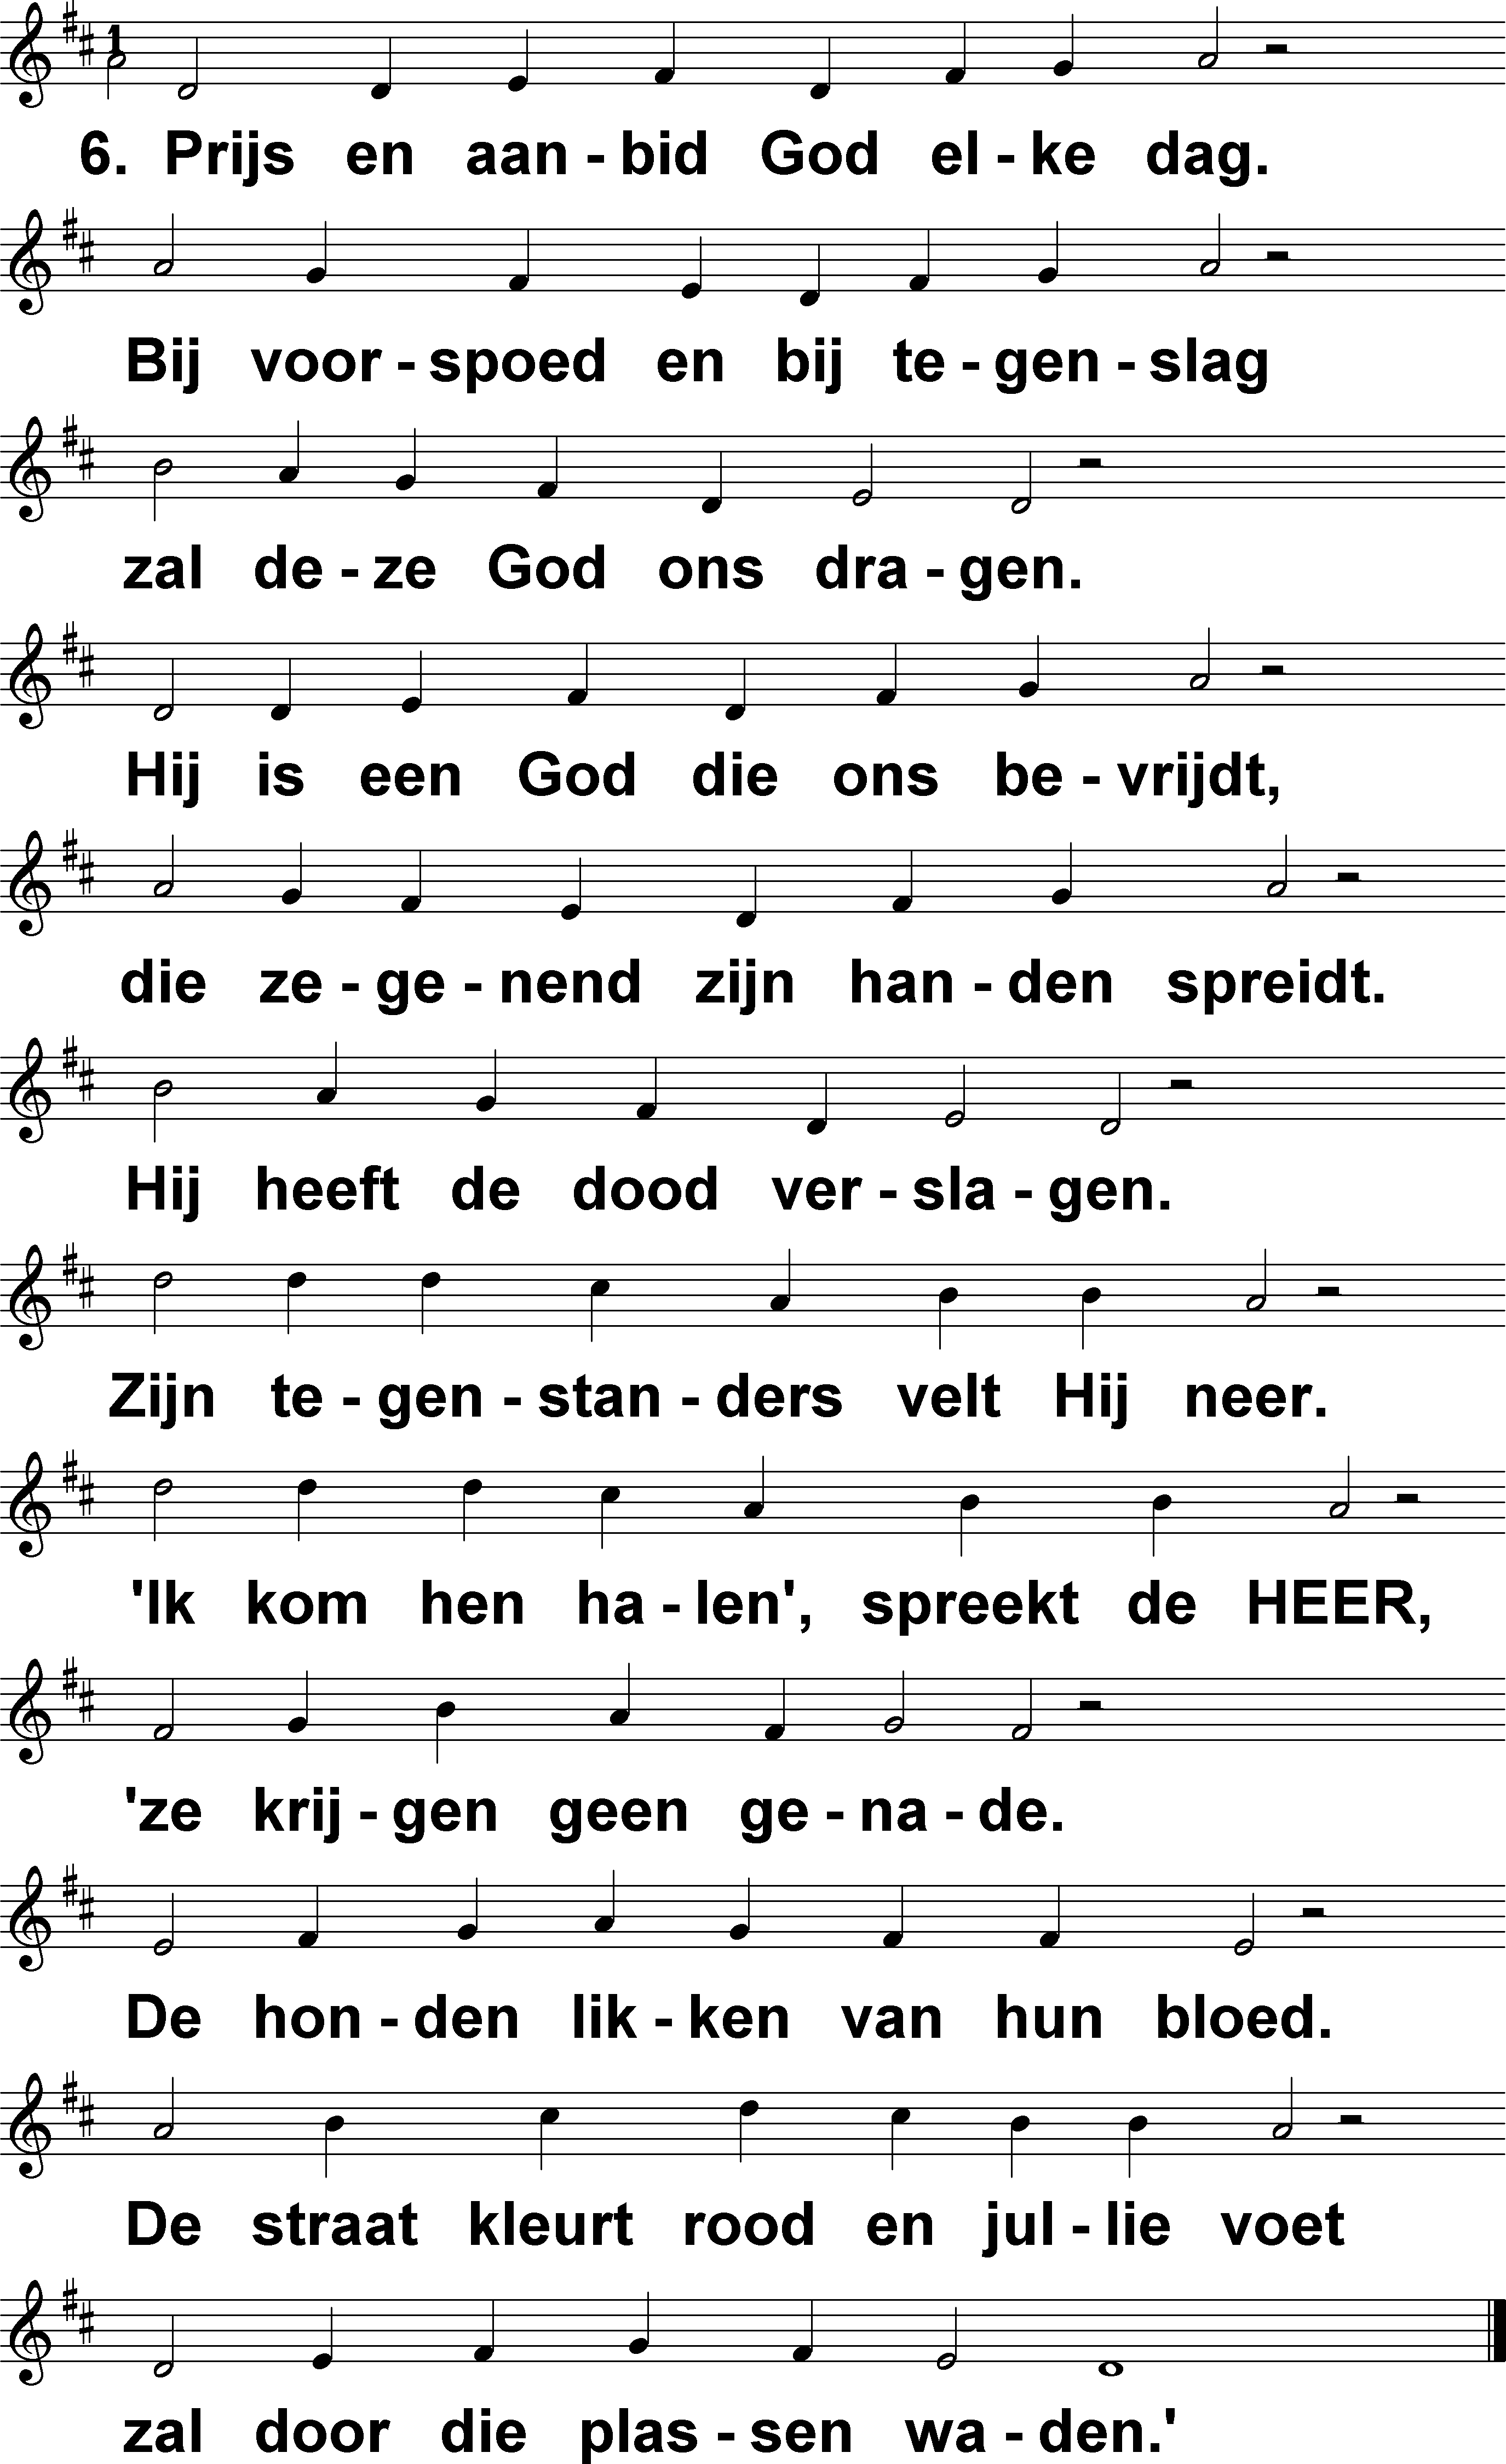 1
6. Prijs en aan - bid God el - ke dag.
Bij voor - spoed en bij te - gen - slag
zal de - ze God ons dra - gen.
Hij is een God die ons be - vrijdt,
die ze - ge - nend zijn han - den spreidt.
Hij heeft de dood ver - sla - gen.
Zijn te - gen - stan - ders velt Hij neer.
'Ik kom hen ha - len', spreekt de HEER,
'ze krij - gen geen ge - na - de.
De hon - den lik - ken van hun bloed.
De straat kleurt rood en jul - lie voet
zal door die plas - sen wa - den.'